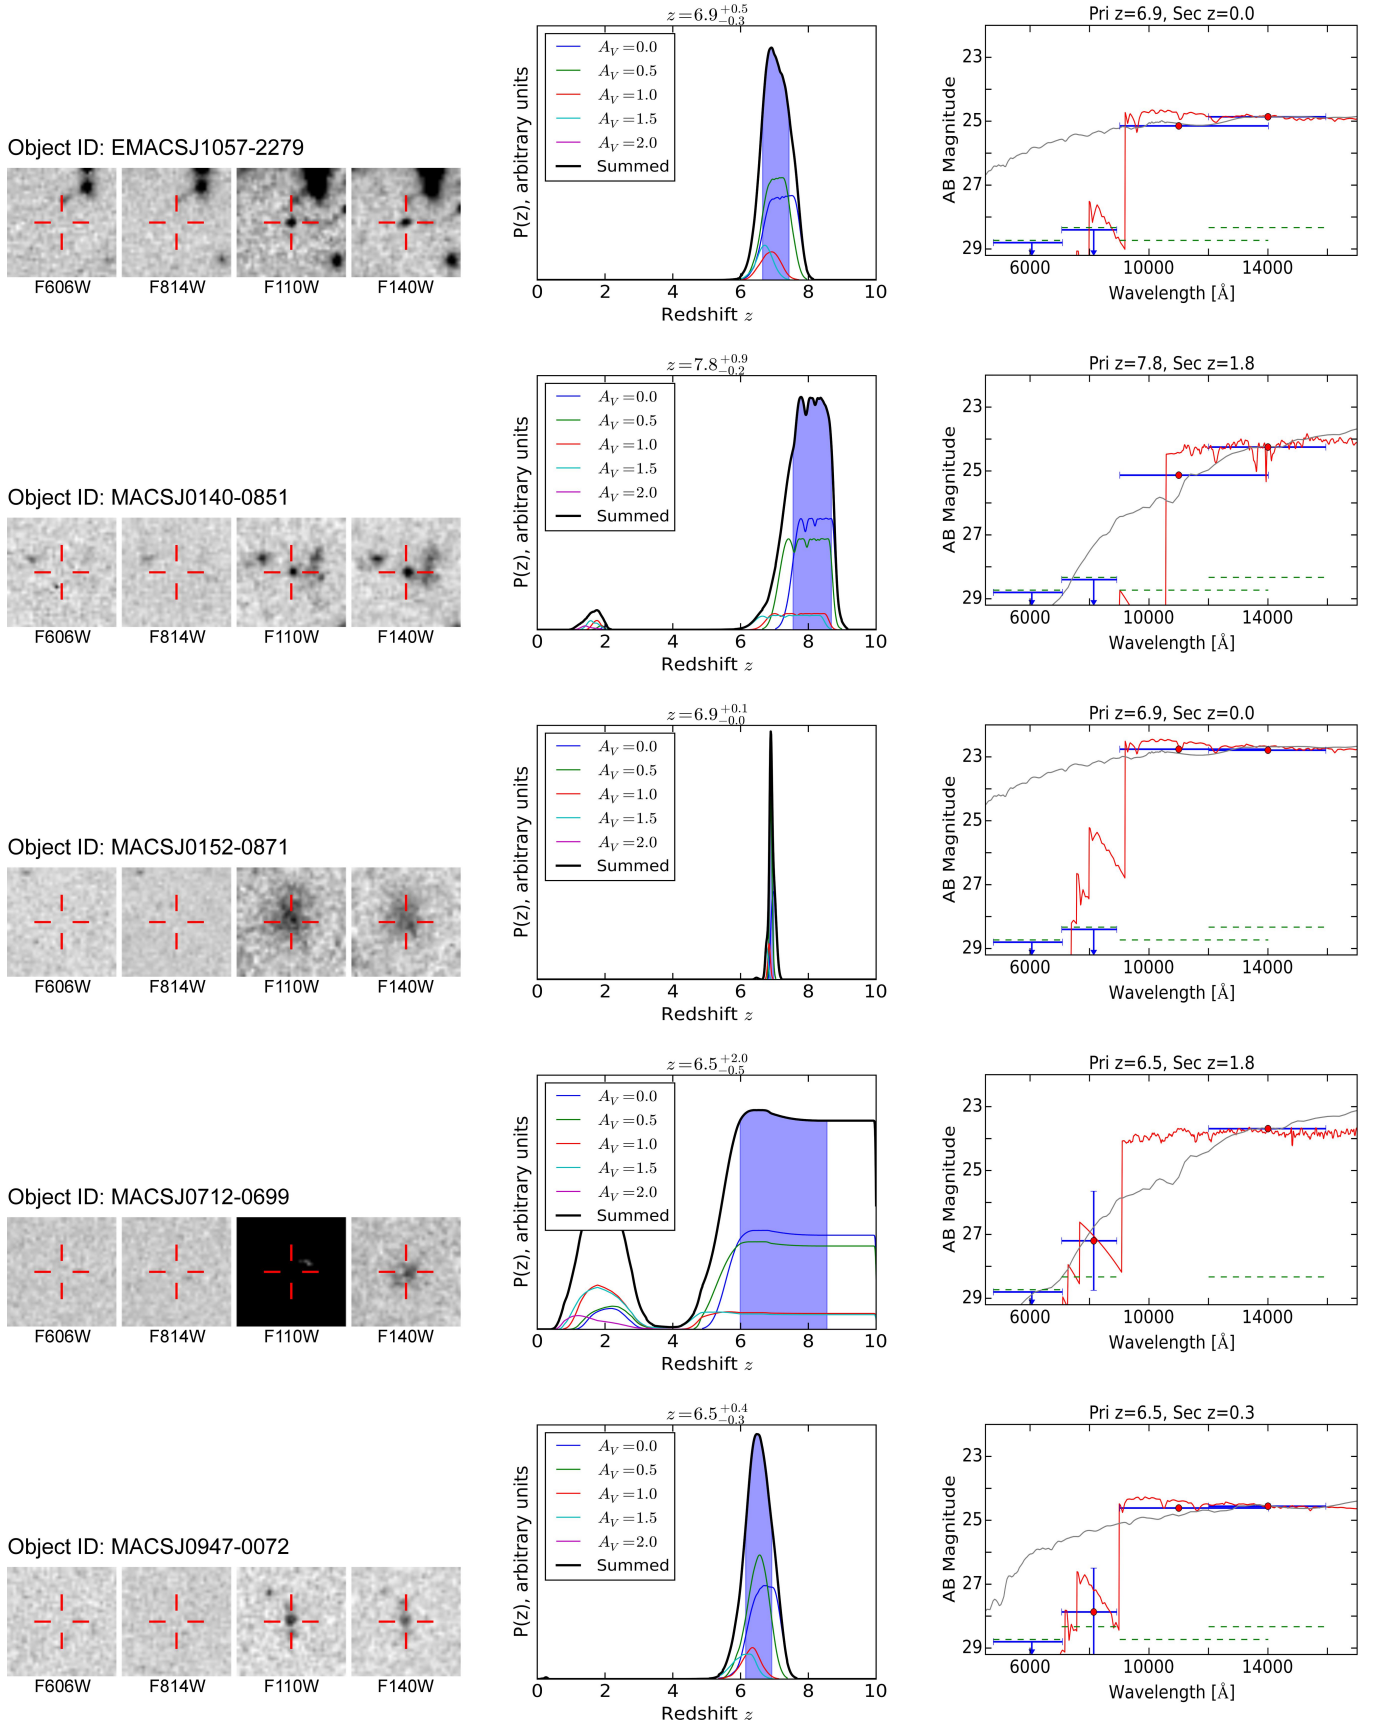 z=6.9+0.5−0.3
Pri z=6.9, Sec z=0.0
Object ID: EMACSJ1057-2279
F606W F814W F110W F140W
P(z), arbitrary units
A_V=0.0
A_V=0.5
A_V=1.0
A_V=1.5
A_V=2.0
Summed
0 2 4 6 8 10
Redshift z
AB Magnitude
23
25
27
29
6000 10000 14000
Wavelength [Å]
z=7.8+0.9−0.2
Pri z=7.8, Sec z=1.8
Object ID: MACSJ0140-0851
F606W F814W F110W F140W
P(z), arbitrary units
A_V=0.0
A_V=0.5
A_V=1.0
A_V=1.5
A_V=2.0
Summed
0 2 4 6 8 10
Redshift z
AB Magnitude
23
25
27
29
6000 10000 14000
Wavelength [Å]
z=6.9+0.1−0.0
Pri z=6.9, Sec z=0.0
Object ID: MACSJ0152-0871
F606W F814W F110W F140W
P(z), arbitrary units
A_V=0.0
A_V=0.5
A_V=1.0
A_V=1.5
A_V=2.0
Summed
0 2 4 6 8 10
Redshift z
AB Magnitude
23
25
27
29
6000 10000 14000
Wavelength [Å]
z=6.5+2.0−0.5
Pri z=6.5, Sec z=1.8
Object ID: MACSJ0712-0699
F606W F814W F110W F140W
P(z), arbitrary units
A_V=0.0
A_V=0.5
A_V=1.0
A_V=1.5
A_V=2.0
Summed
0 2 4 6 8 10
Redshift z
AB Magnitude
23
25
27
29
6000 10000 14000
Wavelength [Å]
z=6.5+0.4−0.3
Pri z=6.5, Sec z=0.3
Object ID: MACSJ0947-0072
F606W F814W F110W F140W
P(z), arbitrary units
A_V=0.0
A_V=0.5
A_V=1.0
A_V=1.5
A_V=2.0
Summed
0 2 4 6 8 10
Redshift z
AB Magnitude
23
25
27
29
6000 10000 14000
Wavelength [Å]